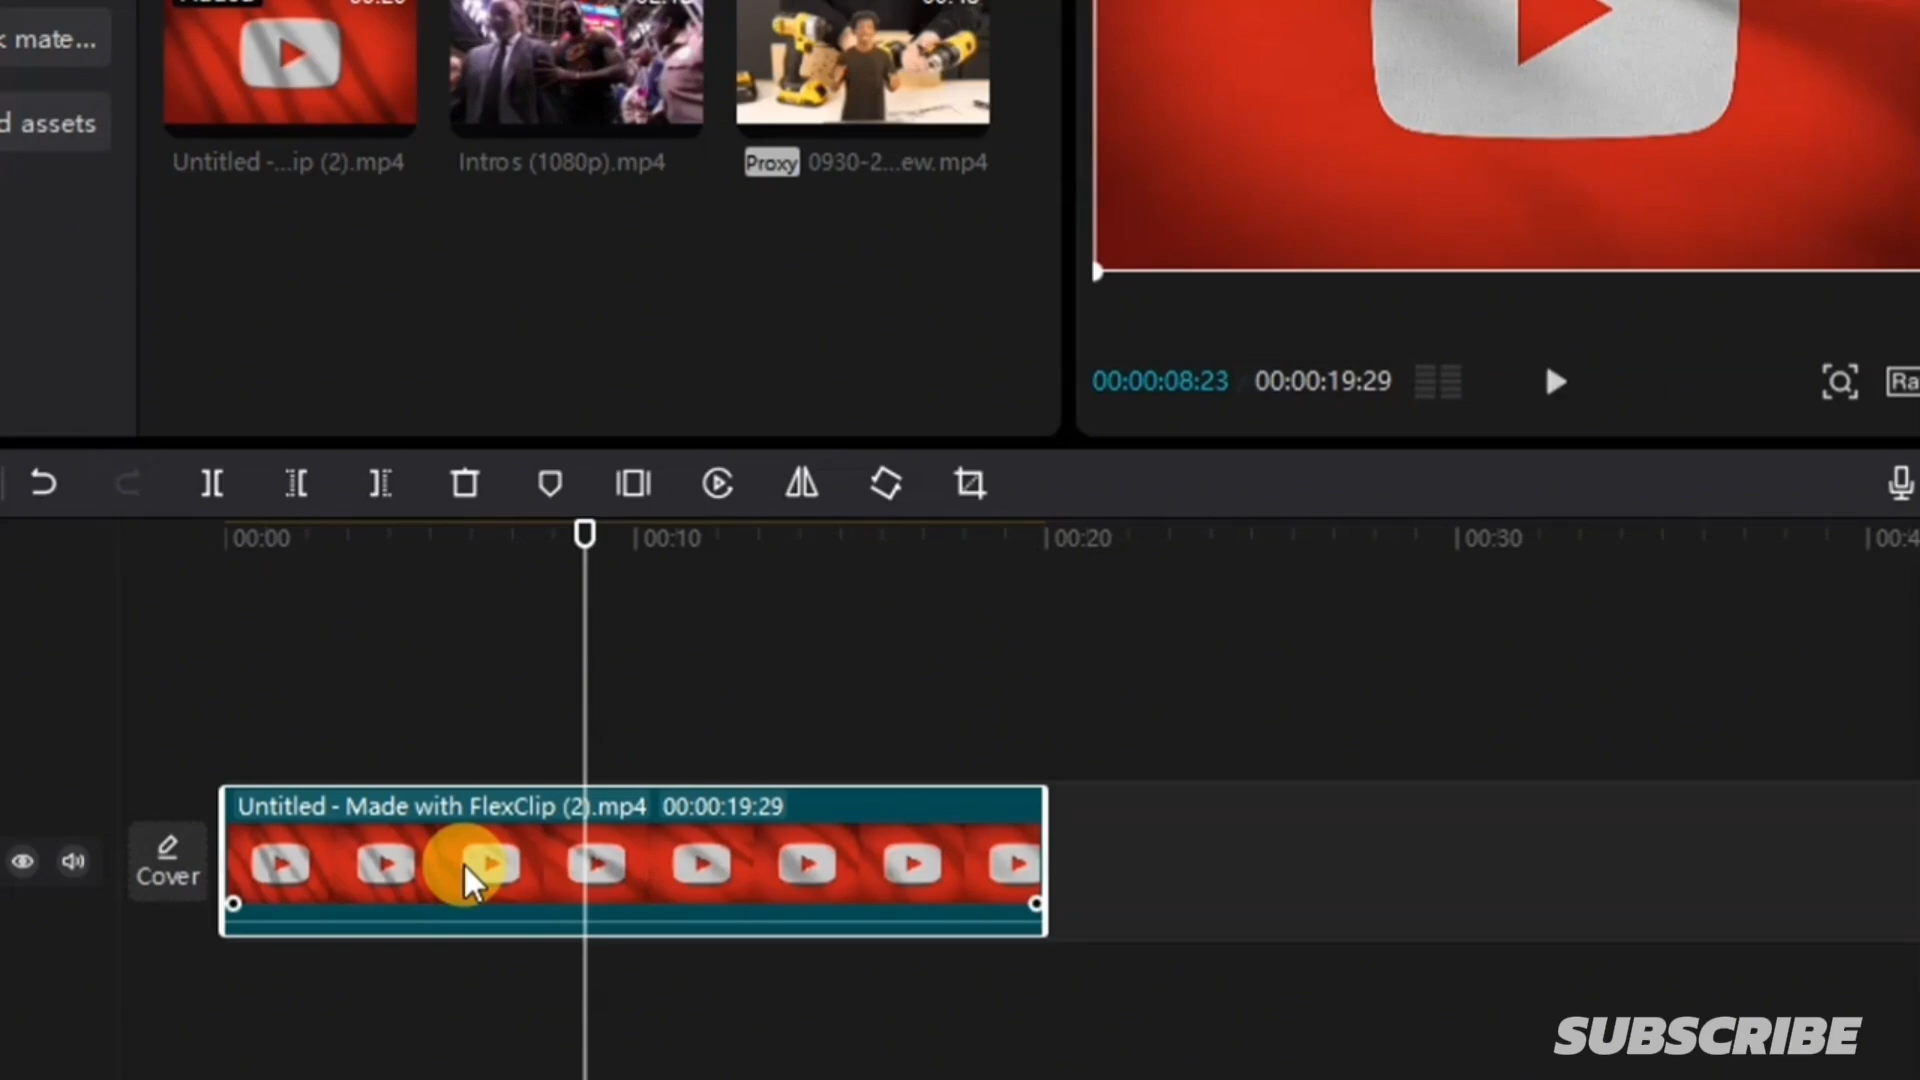 k mate...
d assets
Untitled -...ip (2).mp4
Intros (1080p).mp4
Proxy 0930-2...ew.mp4
00:00:08:23 00:00:19:29
Ra
00:00 00:10 00:20 00:30 00:4
Untitled - Made with FlexClip (2).mp4 00:00:19:29
Cover
SUBSCRIBE